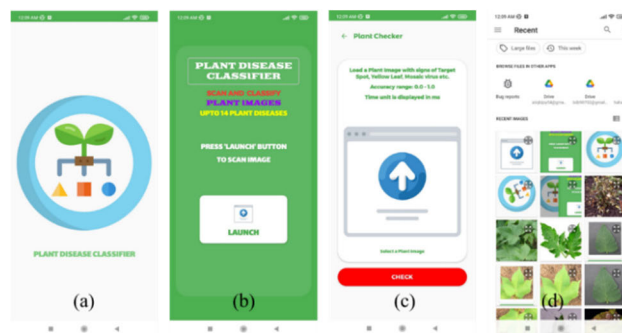 12:09 AM
PLANT DISEASE CLASSIFIER
(a)
12:09 AM
PLANT DISEASE
CLASSIFIER
SCAN AND CLASSIFY
PLANT IMAGES
UPTO 14 PLANT DISEASES
PRESS 'LAUNCH' BUTTON
TO SCAN IMAGE
LAUNCH
(b)
12:09 AM
Plant Checker
Load a Plant Image with signs of Target
Spot, Yellow Leaf, Mosaic virus etc.
Accuracy range: 0.0 - 1.0
Time unit is displayed in ms
Select a Plant Image
CHECK
(c)
12:09 AM
Recent
Large files
This week
BROWSE FILES IN OTHER APPS
Bug reports
Drive
Drive
RECENT IMAGES
(d)